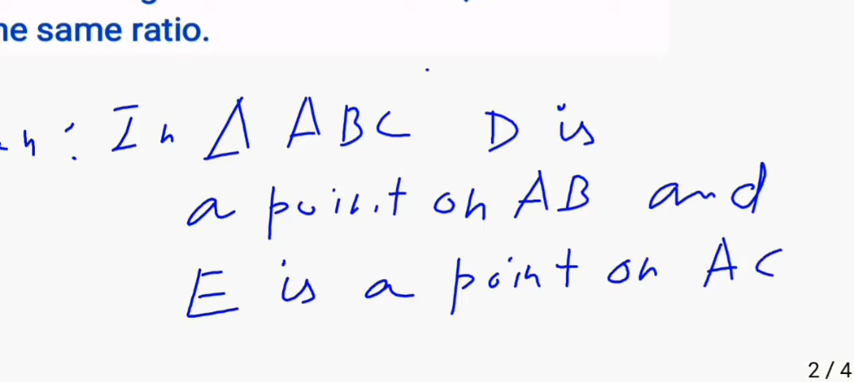 he same ratio.
n : In Δ ABC D is
a point on AB and
E is a point on AC
2 / 4